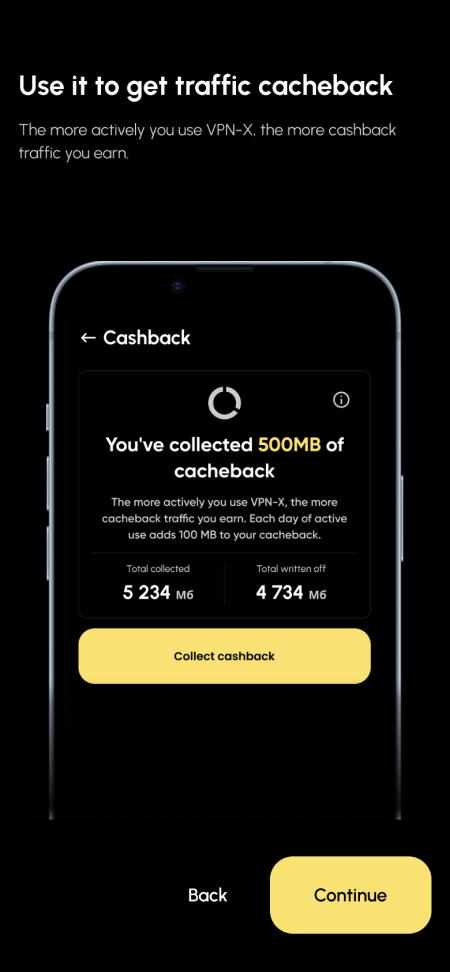 Use it to get traffic cacheback
The more actively you use VPN-X, the more cashback
traffic you earn.
← Cashback
You've collected 500MB of
cacheback
The more actively you use VPN-X, the more
cacheback traffic you earn. Each day of active
use adds 100 MB to your cacheback.
Total collected
Total written off
5 234 Мб
4 734 Мб
Collect cashback
Back
Continue